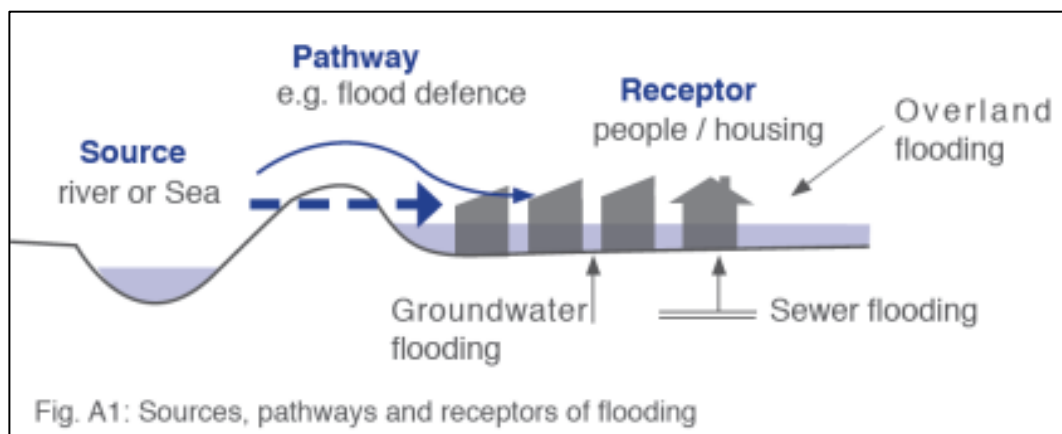 Pathway
e.g. flood defence
Receptor
people / housing
Overland
flooding
Source
river or Sea
Groundwater
flooding
Sewer flooding
Fig. A1: Sources, pathways and receptors of flooding